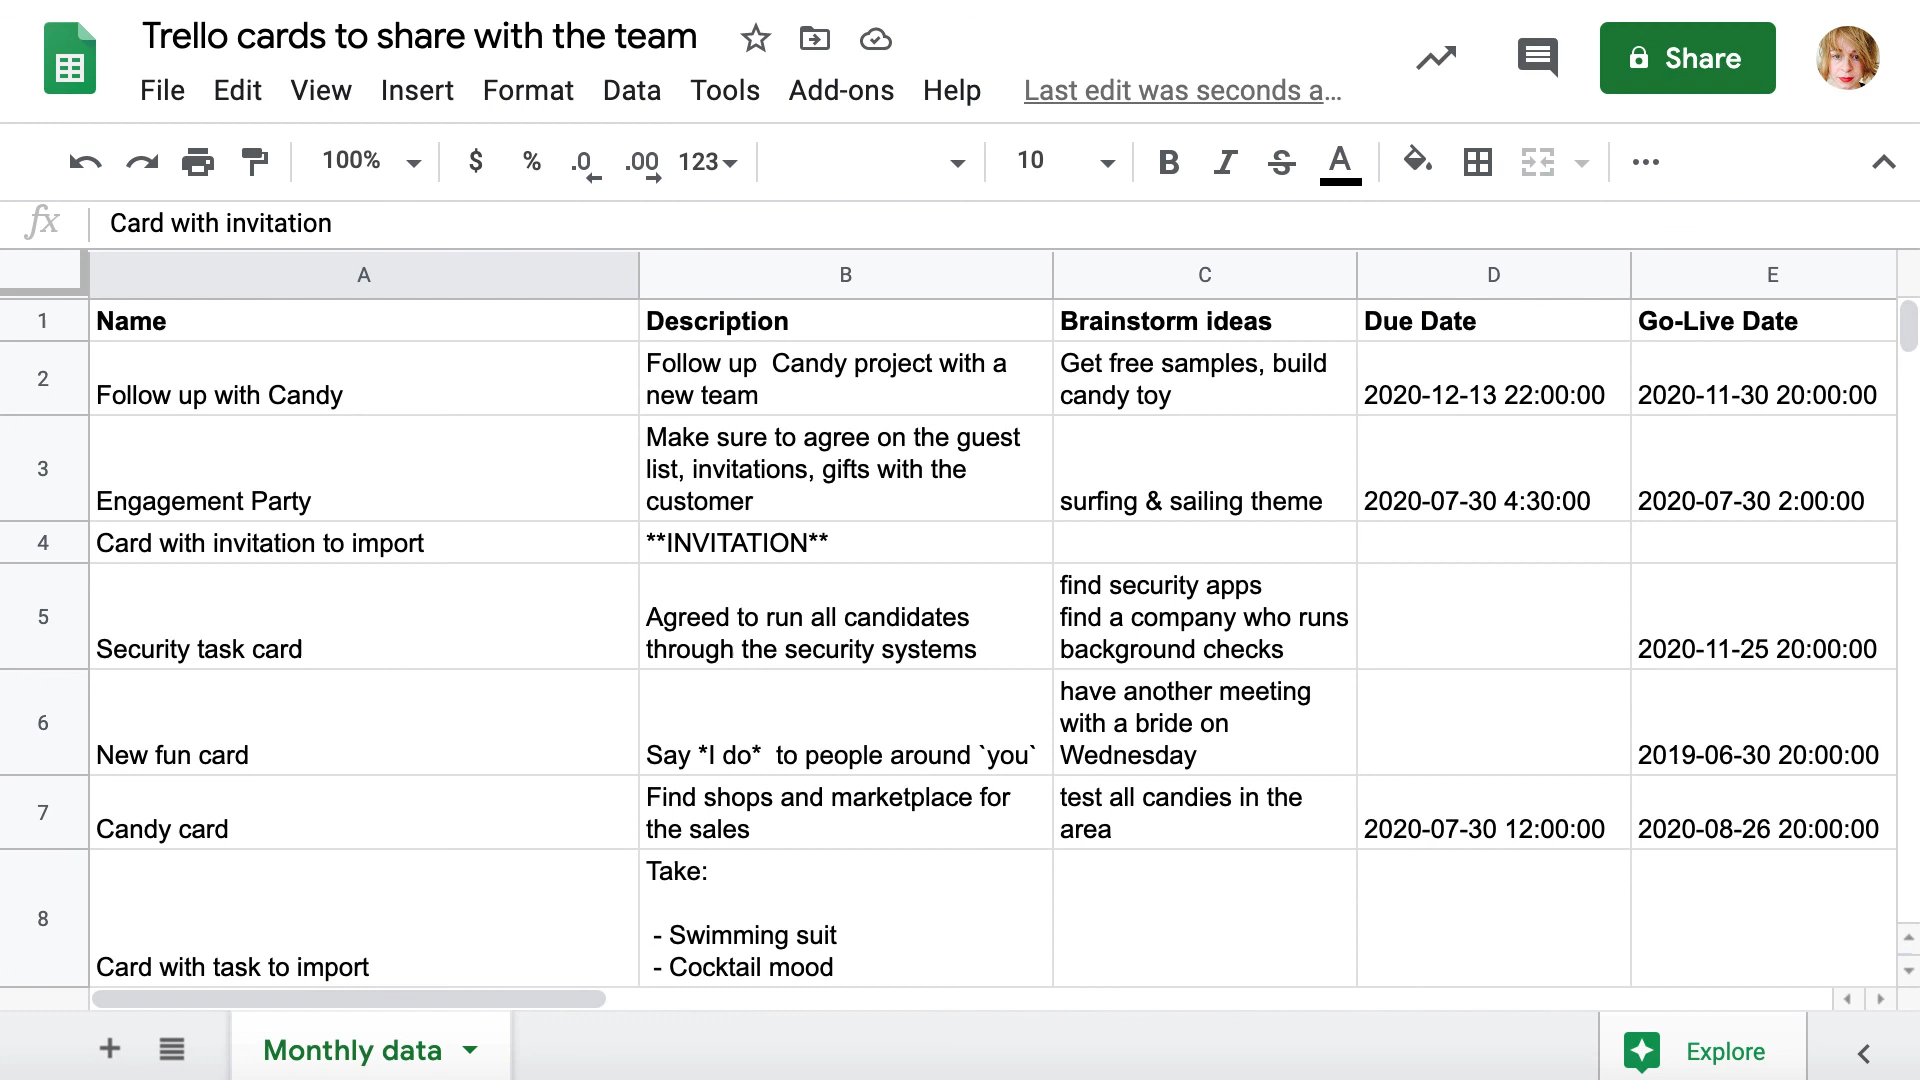 Trello cards to share with the team
File Edit View Insert Format Data Tools Add-ons Help Last edit was seconds a...
Share
100% $ % .0 .00 123 10 B I S A
fx Card with invitation
A B C D E
1 Name Description Brainstorm ideas Due Date Go-Live Date
2 Follow up with Candy
Follow up  Candy project with a
new team
Get free samples, build
candy toy
2020-12-13 22:00:00 2020-11-30 20:00:00
3 Engagement Party
Make sure to agree on the guest
list, invitations, gifts with the
customer
surfing & sailing theme 2020-07-30 4:30:00 2020-07-30 2:00:00
4 Card with invitation to import **INVITATION**
5 Security task card
Agreed to run all candidates
through the security systems
find security apps
find a company who runs
background checks
2020-11-25 20:00:00
6 New fun card
Say *I do*  to people around `you`
have another meeting
with a bride on
Wednesday
2019-06-30 20:00:00
7 Candy card
Find shops and marketplace for
the sales
test all candies in the
area
2020-07-30 12:00:00 2020-08-26 20:00:00
8 Card with task to import
Take:
- Swimming suit
- Cocktail mood
Monthly data
Explore